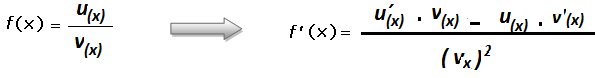 f(x) = u(x) / v(x) ⟹ f'(x) = u'(x) . v(x) – u(x) . v'(x) / (vx)²